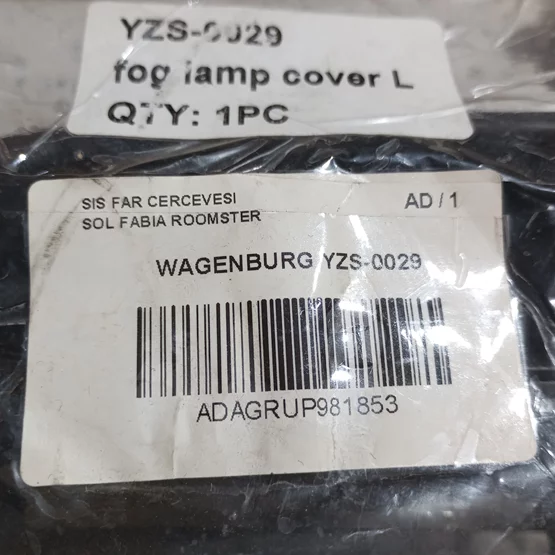 YZS-0029
fog lamp cover L
QTY: 1PC
SIS FAR CERCEVESI
AD / 1
SOL FABIA ROOMSTER
WAGENBURG YZS-0029
ADAGRUP981853